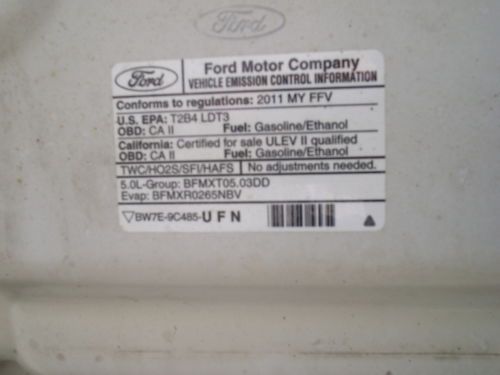 Ford
Ford
Ford Motor Company
VEHICLE EMISSION CONTROL INFORMATION
Conforms to regulations: 2011 MY FFV
U.S. EPA: T2B4 LDT3
OBD: CA II Fuel: Gasoline/Ethanol
California: Certified for sale ULEV II qualified
OBD: CA II Fuel: Gasoline/Ethanol
TWC/HO2S/SFI/HAFS No adjustments needed.
5.0L-Group: BFMXT05.03DD
Evap: BFMXR0265NBV
BW7E-9C485-U F N